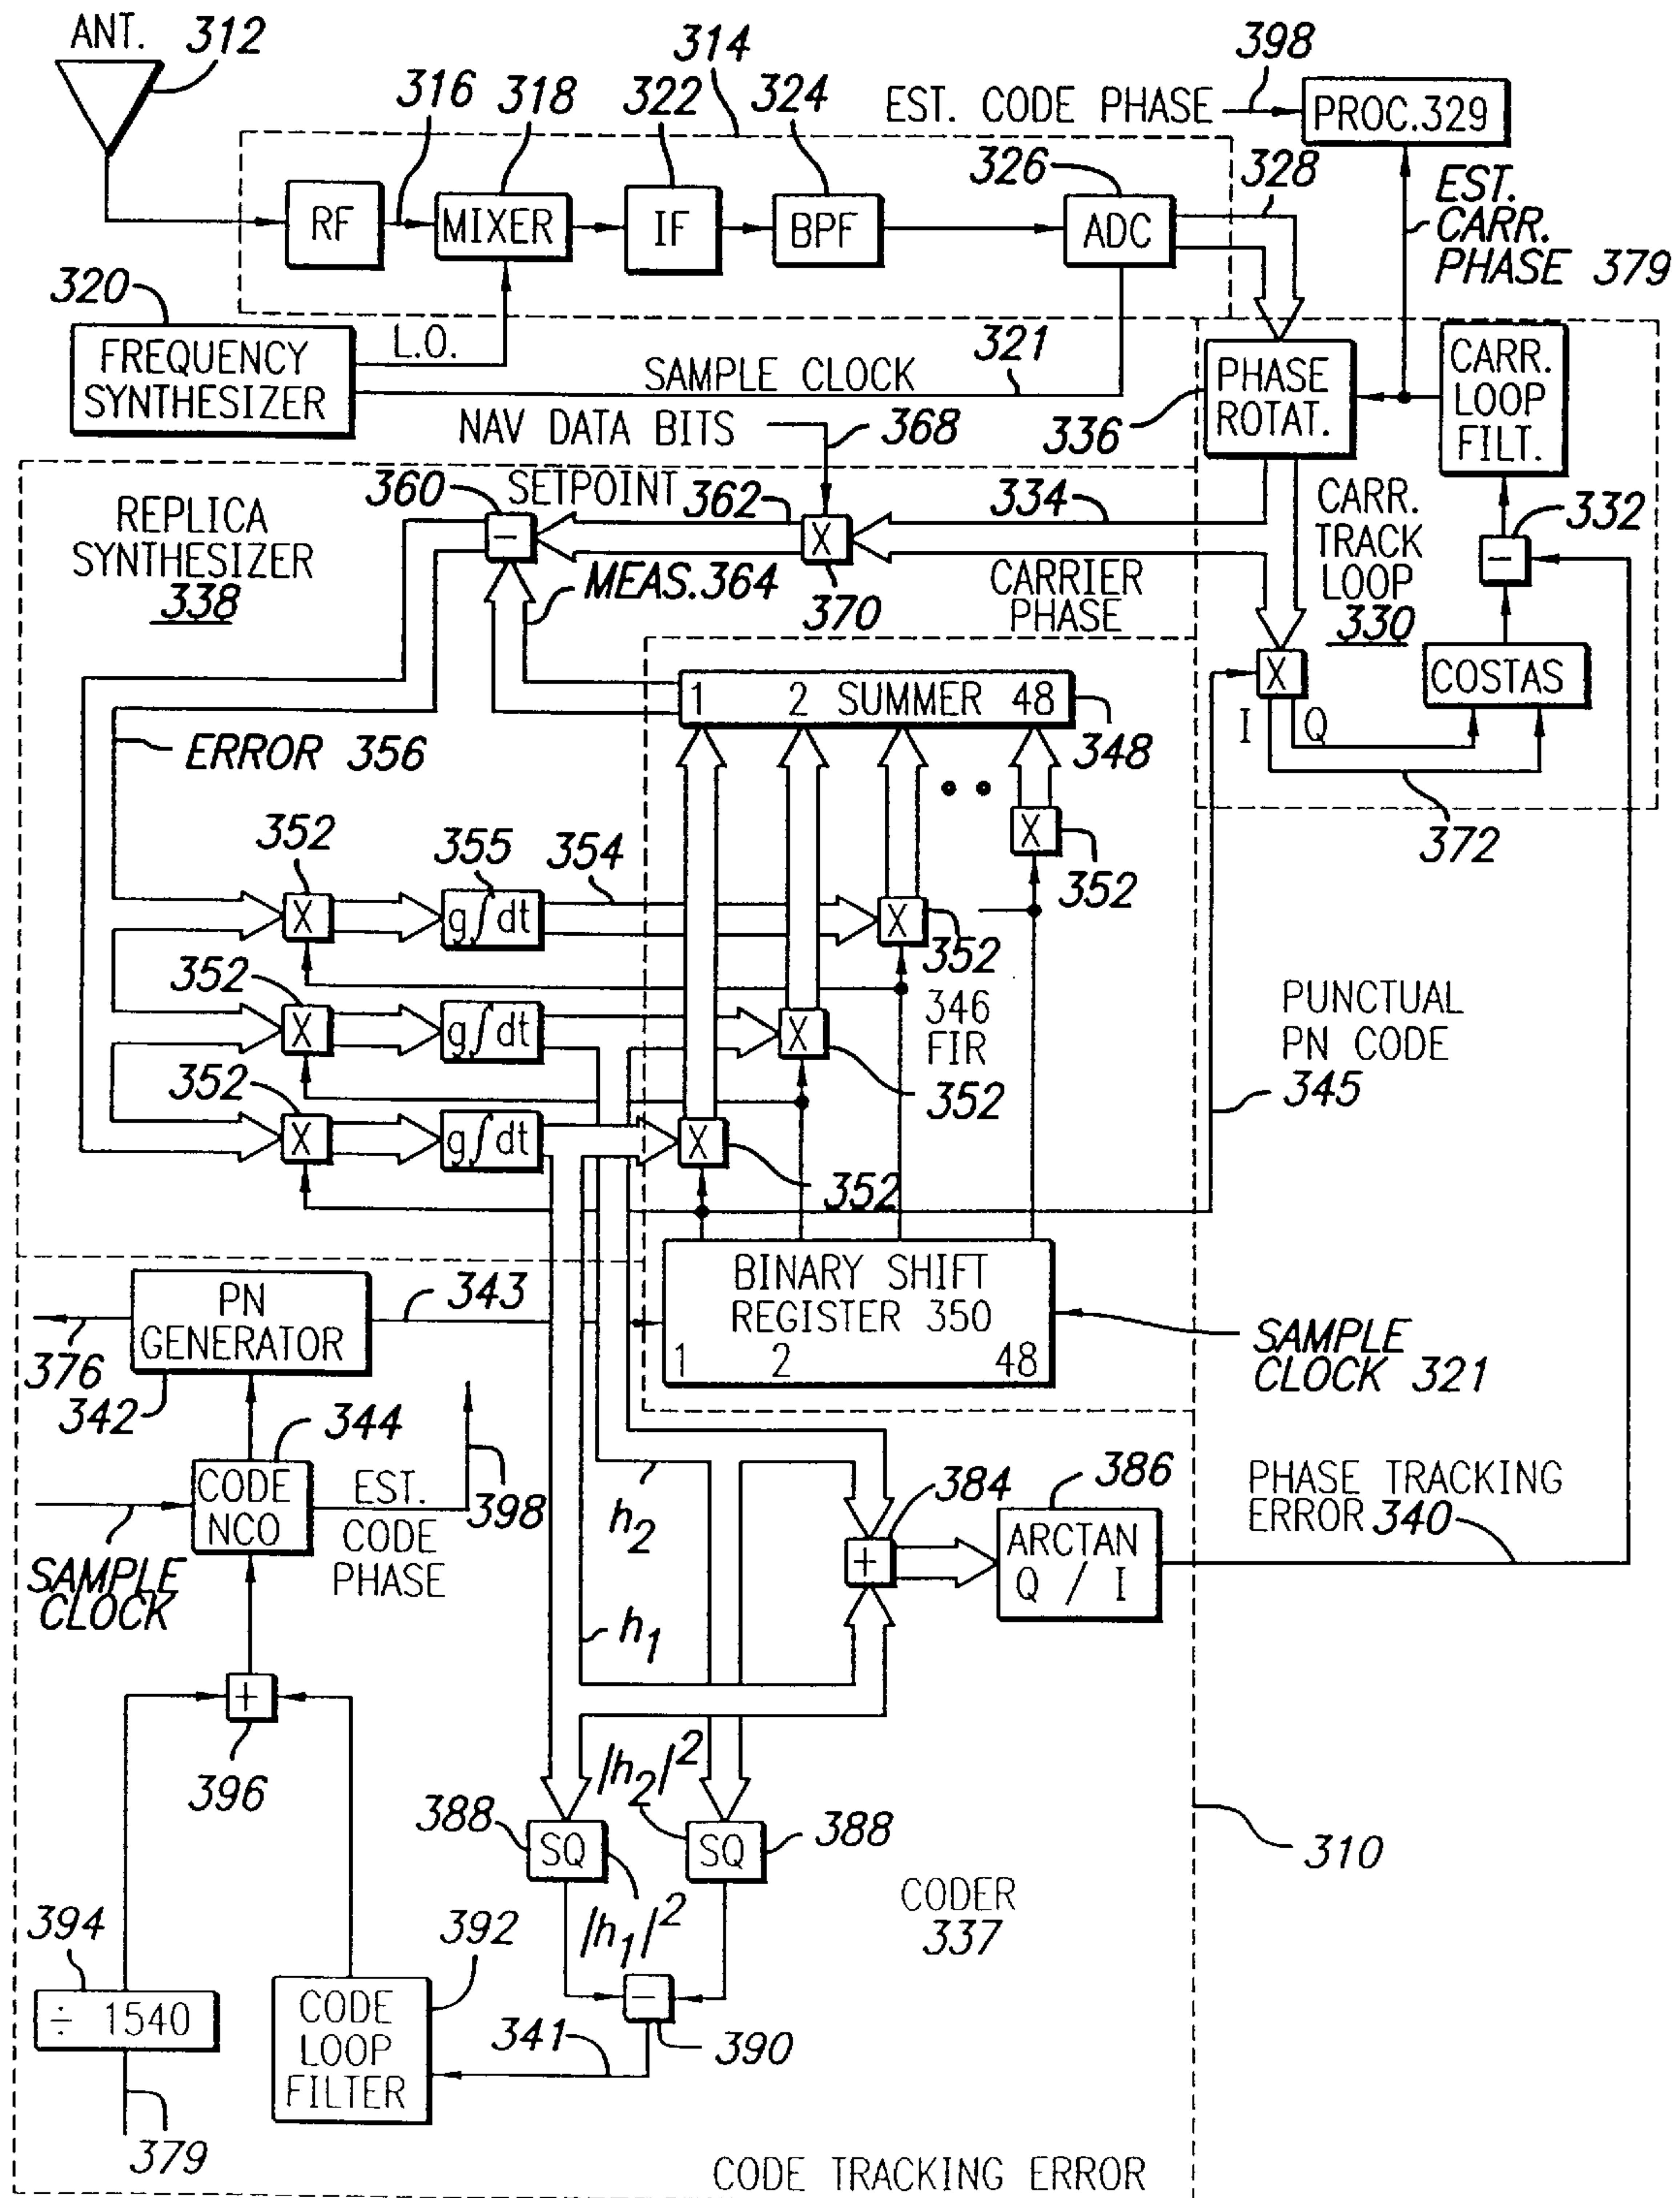 ANT.
312
314
316
318
322
324
EST. CODE PHASE
398
PROC.329
326
328
EST.
CARR.
PHASE 379
RF
MIXER
IF
BPF
ADC
320
FREQUENCY
SYNTHESIZER
L.O.
SAMPLE CLOCK
321
NAV DATA BITS
368
336
PHASE
ROTAT.
CARR.
LOOP
FILT.
REPLICA
SYNTHESIZER
338
360
SETPOINT
362
334
−
X
370
MEAS.364
CARRIER
PHASE
CARR.
TRACK
LOOP
330
332
−
X
COSTAS
I
Q
372
1 2 SUMMER 48
348
ERROR 356
352
355
354
X
g∫dt
X
352
X
352
352
X
g∫dt
X
352
346
FIR
352
X
g∫dt
X
352
PUNCTUAL
PN CODE
345
PN
GENERATOR
376
342
343
BINARY SHIFT
REGISTER 350
1 2 48
SAMPLE
CLOCK 321
344
CODE
NCO
EST.
CODE
PHASE
398
SAMPLE
CLOCK
h2
h1
384
+
386
ARCTAN
Q / I
PHASE TRACKING
ERROR 340
+
396
|h2|²
388
SQ
SQ
388
|h1|²
310
CODER
337
394
÷ 1540
379
392
CODE
LOOP
FILTER
341
−
390
CODE TRACKING ERROR